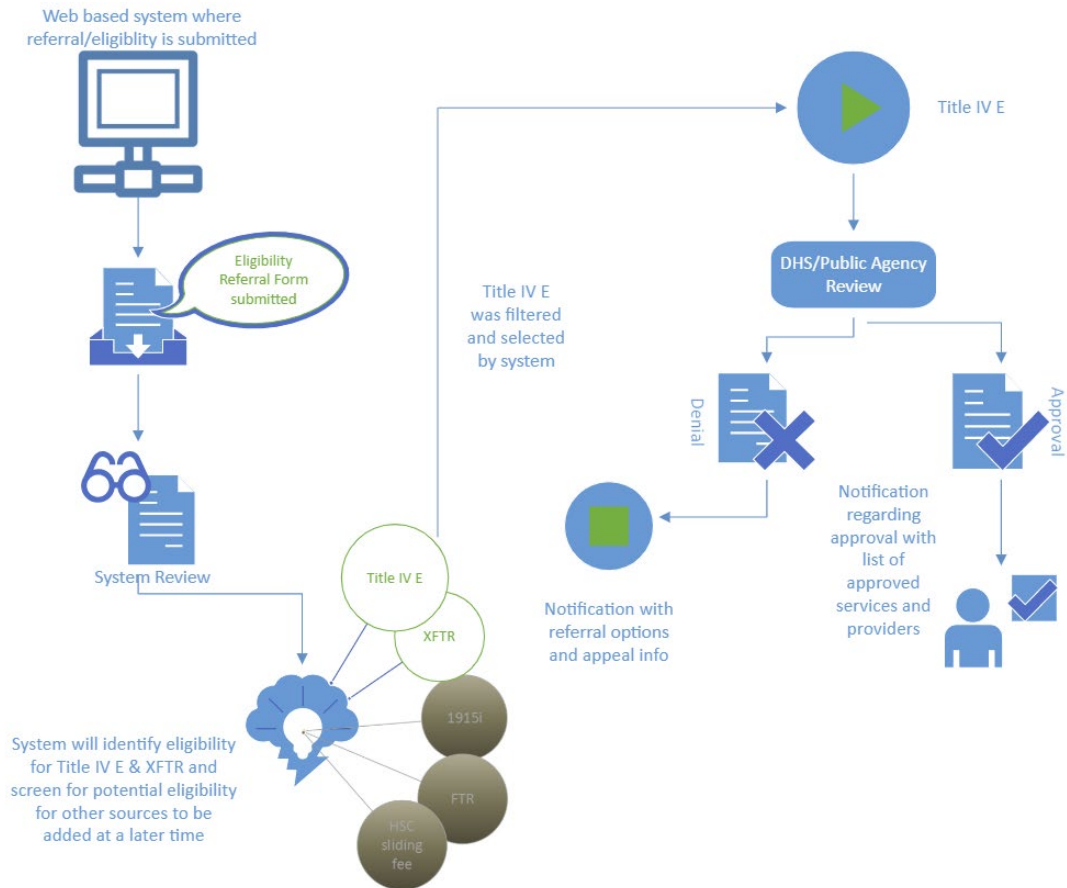 Web based system where
referral/eligiblity is submitted
Eligibility
Referral Form
submitted
System Review
System will identify eligibility
for Title IV E & XFTR and
screen for potential eligibility
for other sources to be
added at a later time
Title IV E
XFTR
1915i
FTR
HSC
sliding
fee
Title IV E
was filtered
and selected
by system
Title IV E
DHS/Public Agency
Review
Denial
Approval
Notification with
referral options
and appeal info
Notification
regarding
approval with
list of
approved
services and
providers